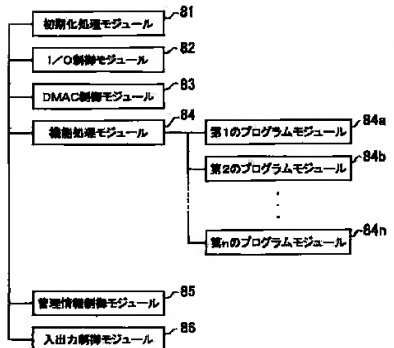 初期化処理モジュール 81
I/O制御モジュール 82
DMAC制御モジュール 83
機能処理モジュール 84
第1のプログラムモジュール 84a
第2のプログラムモジュール 84b
第nのプログラムモジュール 84n
管理情報制御モジュール 85
入出力制御モジュール 86